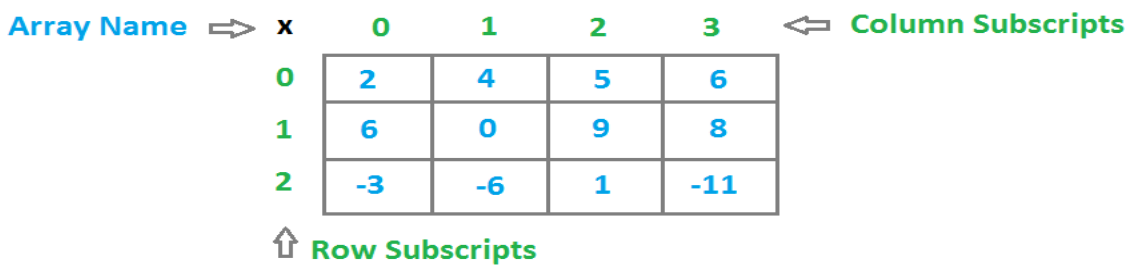 Array Name x 0 1 2 3 Column Subscripts
0 2 4 5 6
1 6 0 9 8
2 -3 -6 1 -11
Row Subscripts